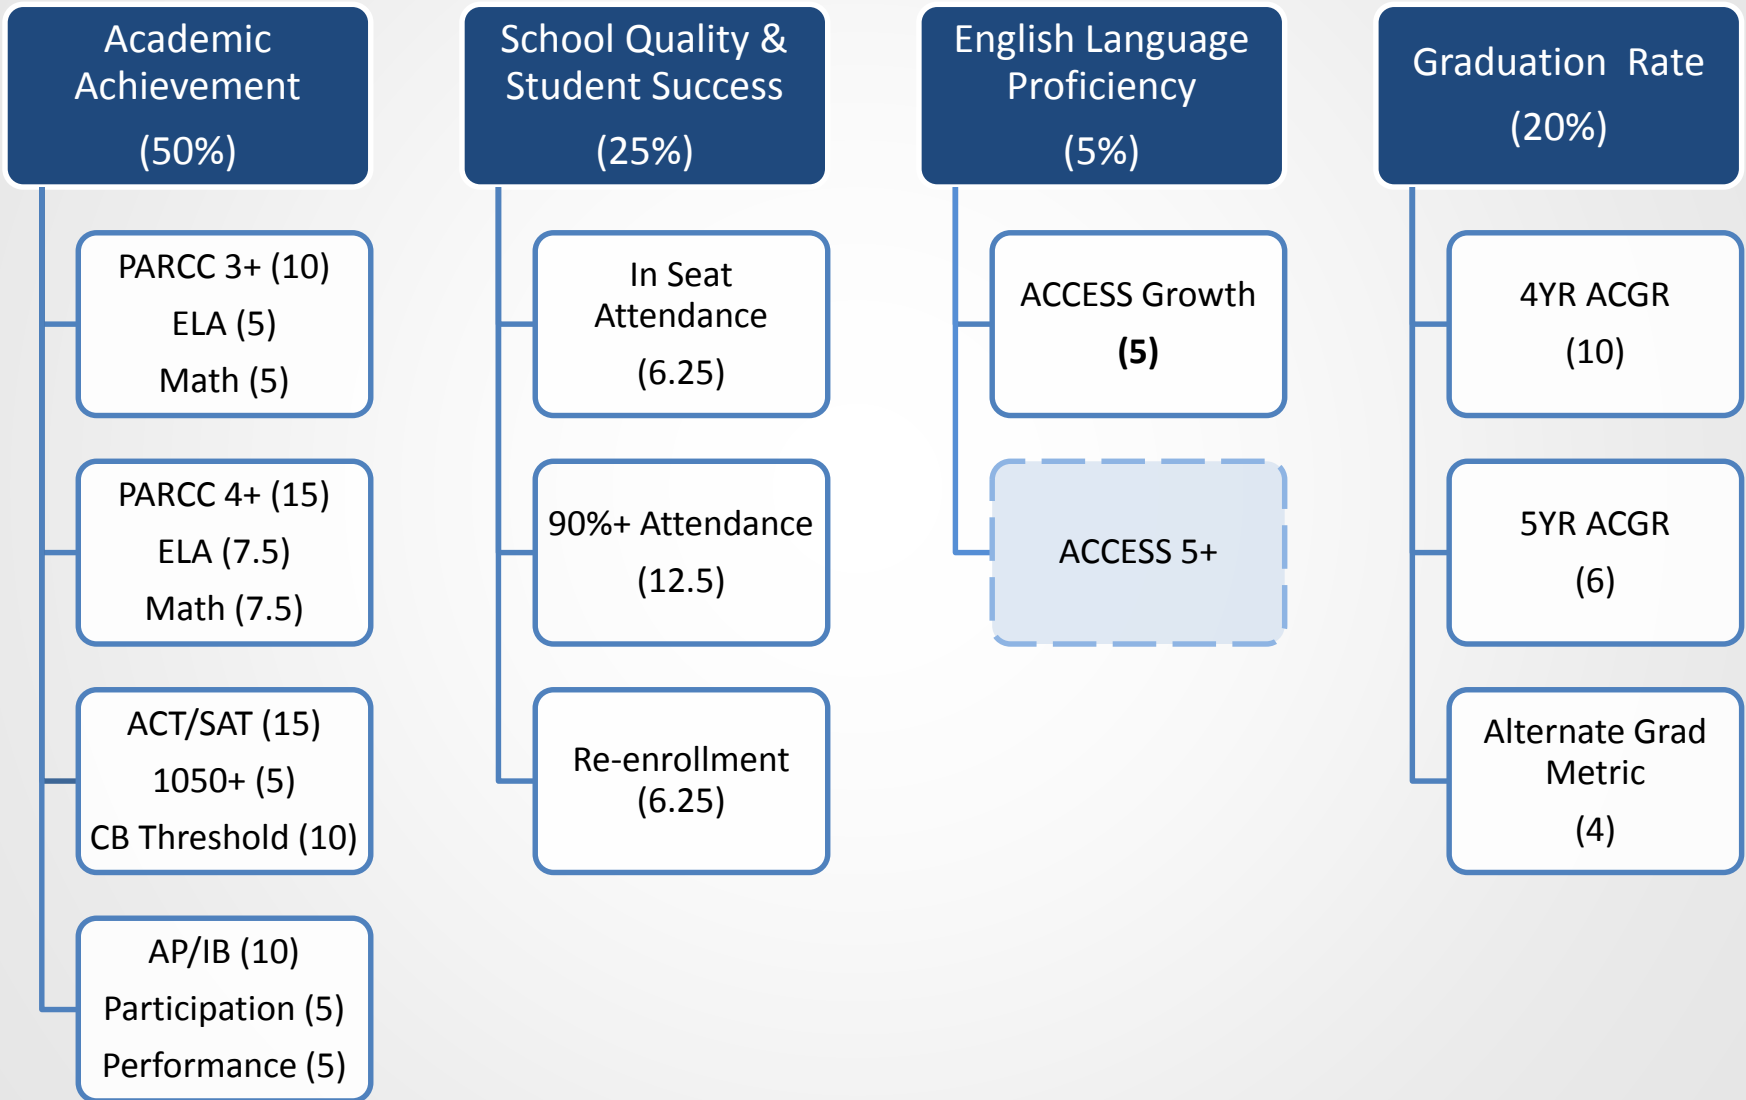 Academic
Achievement
(50%)
PARCC 3+ (10)
ELA (5)
Math (5)
PARCC 4+ (15)
ELA (7.5)
Math (7.5)
ACT/SAT (15)
1050+ (5)
CB Threshold (10)
AP/IB (10)
Participation (5)
Performance (5)
School Quality &
Student Success
(25%)
In Seat
Attendance
(6.25)
90%+ Attendance
(12.5)
Re-enrollment
(6.25)
English Language
Proficiency
(5%)
ACCESS Growth
(5)
ACCESS 5+
Graduation Rate
(20%)
4YR ACGR
(10)
5YR ACGR
(6)
Alternate Grad
Metric
(4)